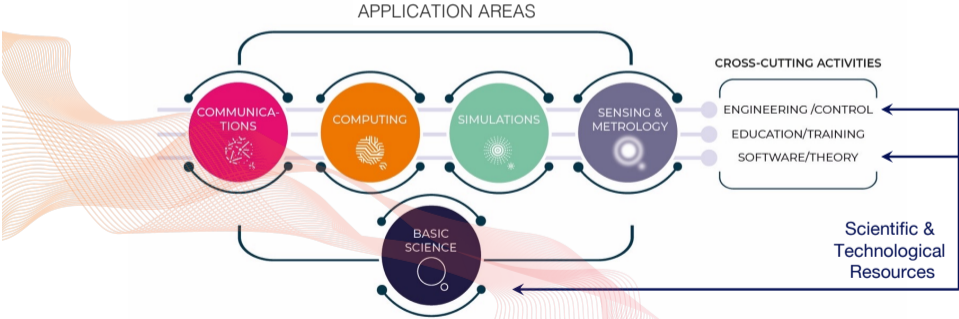 APPLICATION AREAS
CROSS-CUTTING ACTIVITIES
COMMUNICA-
TIONS
COMPUTING
SIMULATIONS
SENSING &
METROLOGY
ENGINEERING /CONTROL
EDUCATION/TRAINING
SOFTWARE/THEORY
BASIC
SCIENCE
Scientific &
Technological
Resources